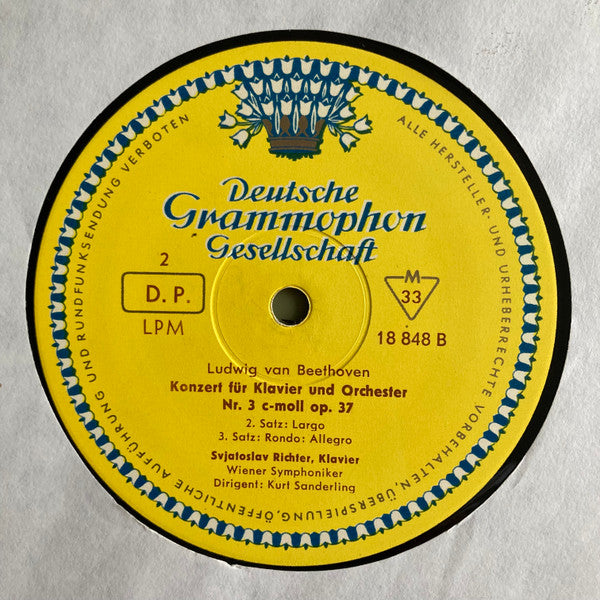 Deutsche
Grammophon
Gesellschaft
2
D. P.
LPM
M
33
18 848 B
Ludwig van Beethoven
Konzert für Klavier und Orchester
Nr. 3 c-moll op. 37
2. Satz: Largo
3. Satz: Rondo: Allegro
Svjatoslav Richter, Klavier
Wiener Symphoniker
Dirigent: Kurt Sanderling
ALLE HERSTELLER- UND URHEBERRECHTE VORBEHALTEN, ÜBERSPIELUNG, ÖFFENTLICHE AUFFÜHRUNG UND RUNDFUNKSENDUNG VERBOTEN